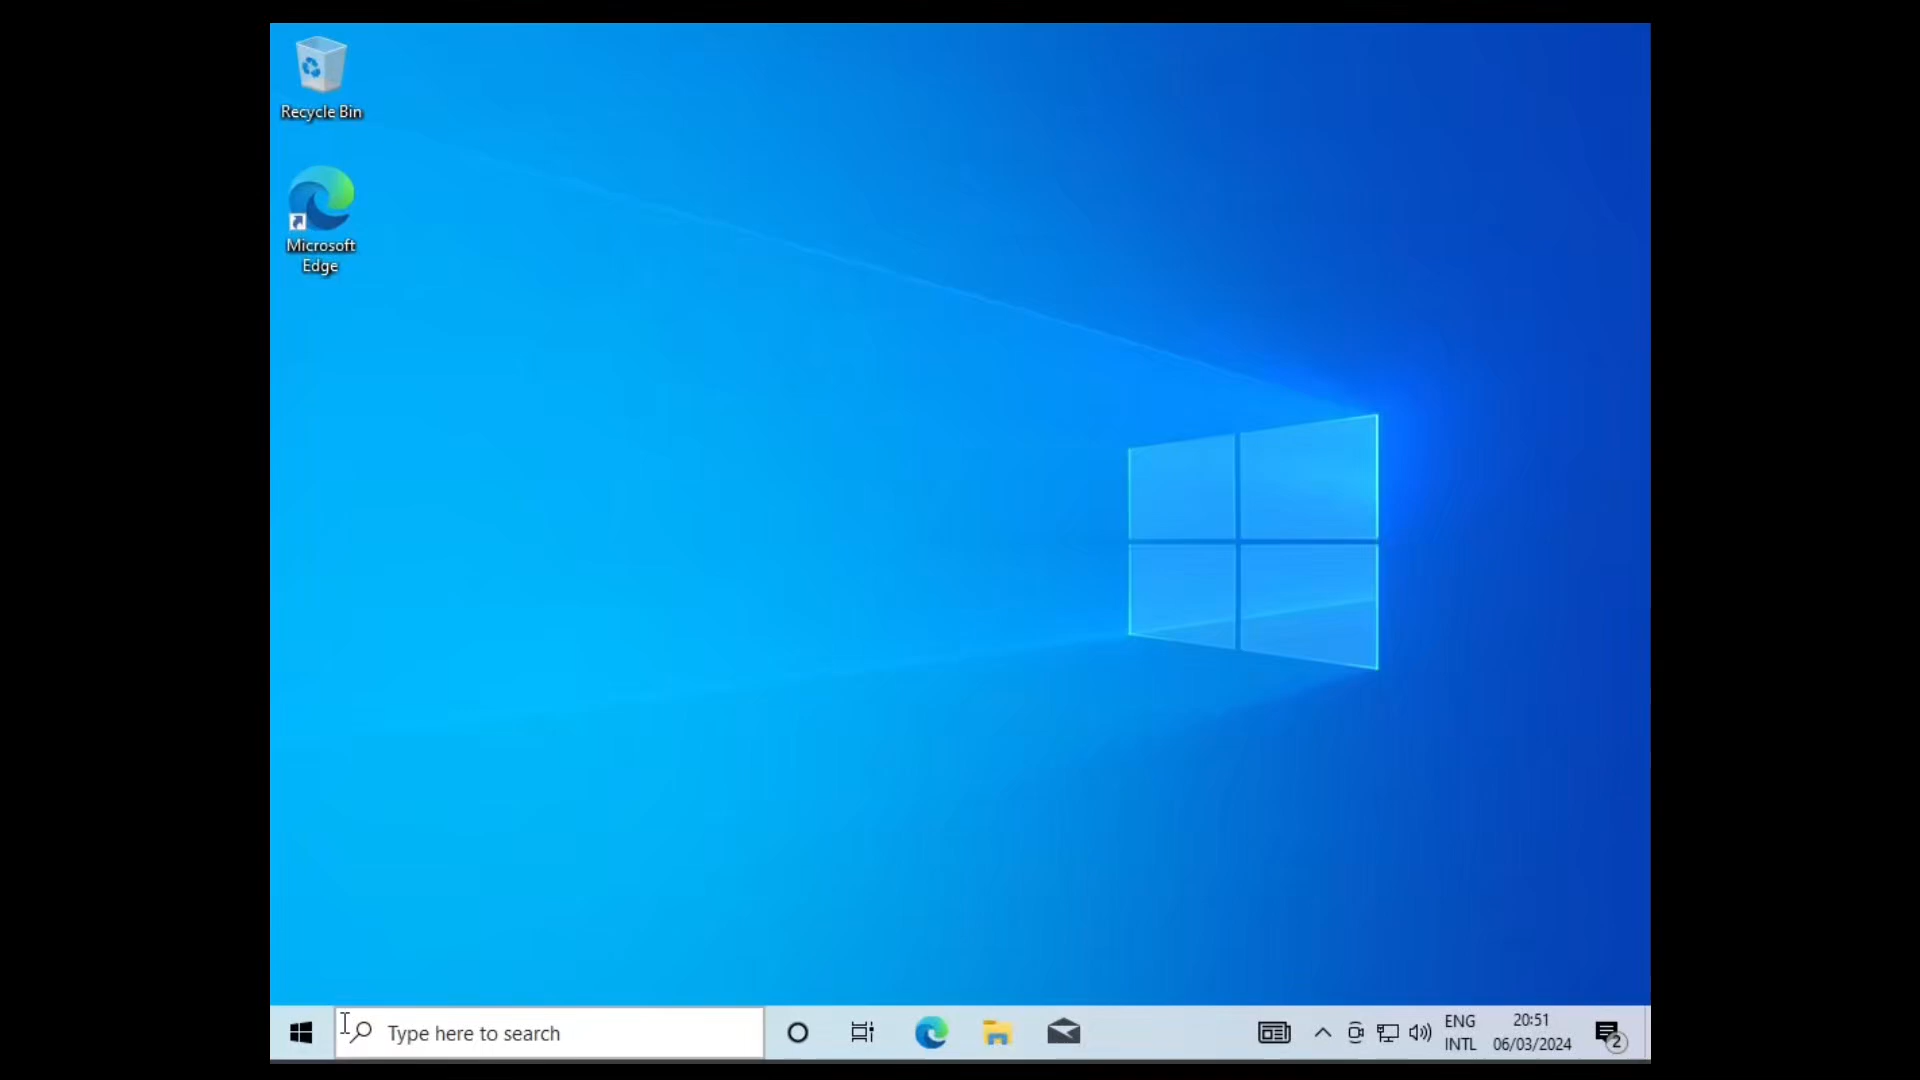 Recycle Bin
Microsoft
Edge
Type here to search
ENG
INTL
20:51
06/03/2024
2